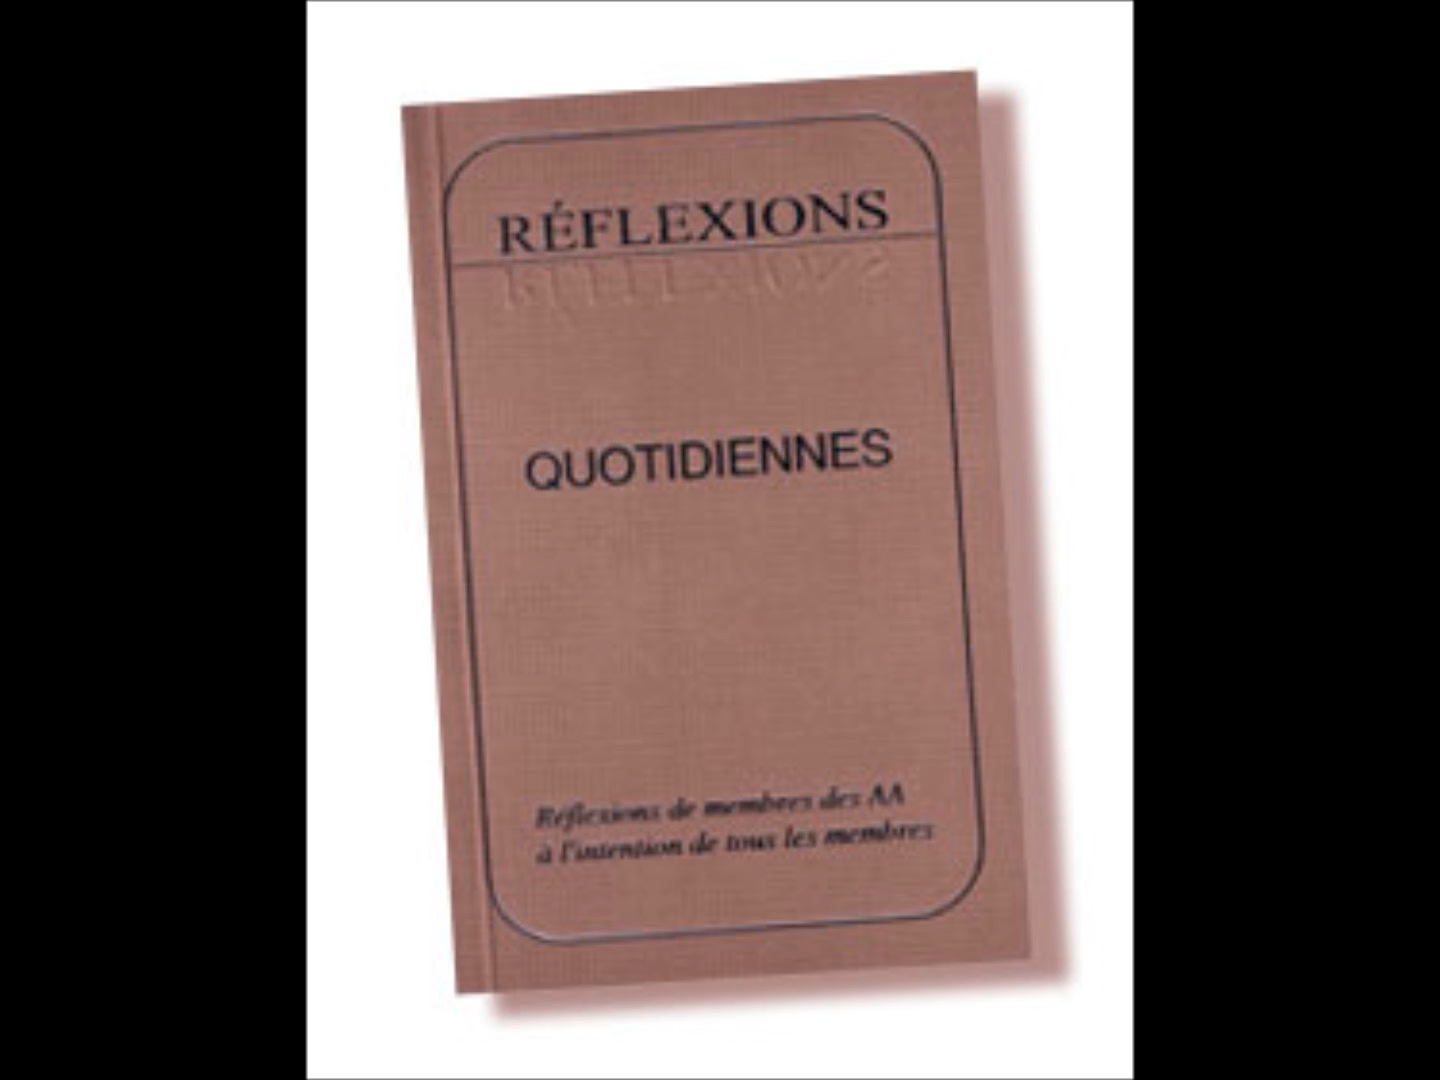 RÉFLEXIONS
QUOTIDIENNES
Réflexions de membres des AA
à l'intention de tous les membres